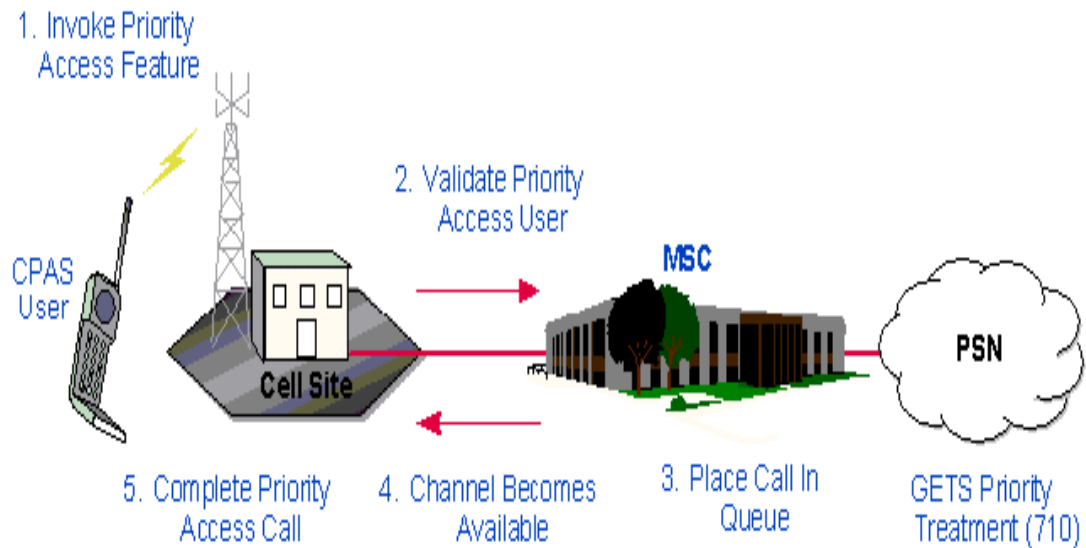 1. Invoke Priority
Access Feature
2. Validate Priority
Access User
MSC
CPAS
User
PSN
Cell Site
5. Complete Priority
Access Call
4. Channel Becomes
Available
3. Place Call In
Queue
GETS Priority
Treatment (710)